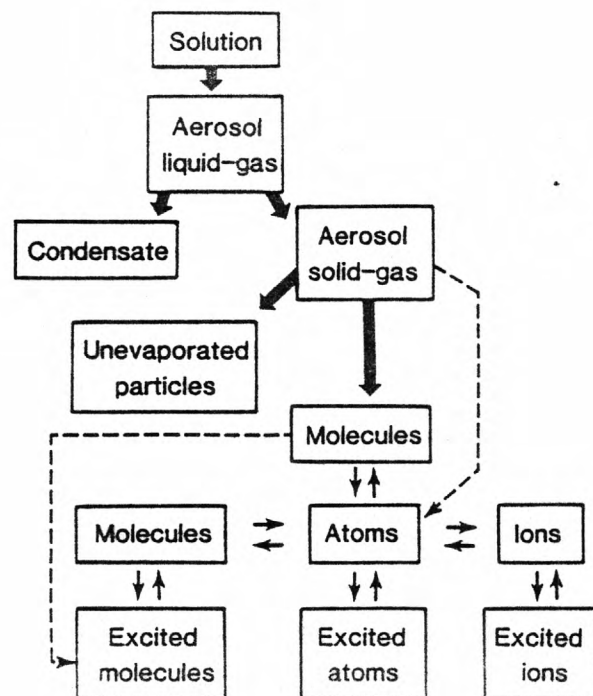 Solution
Aerosol
liquid-gas
Condensate
Aerosol
solid-gas
Unevaporated
particles
Molecules
Molecules
Atoms
Ions
Excited
molecules
Excited
atoms
Excited
ions